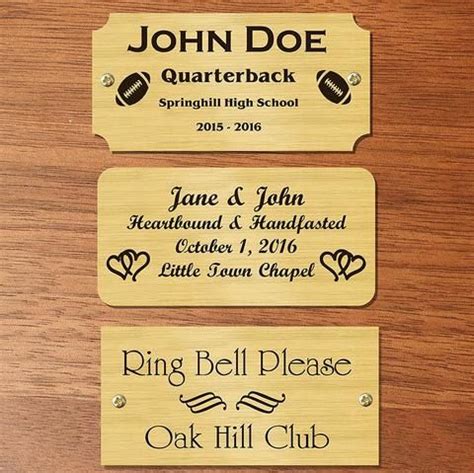 JOHN DOE
Quarterback
Springhill High School
2015 - 2016
Jane & John
Heartbound & Handfasted
October 1, 2016
Little Town Chapel
Ring Bell Please
Oak Hill Club